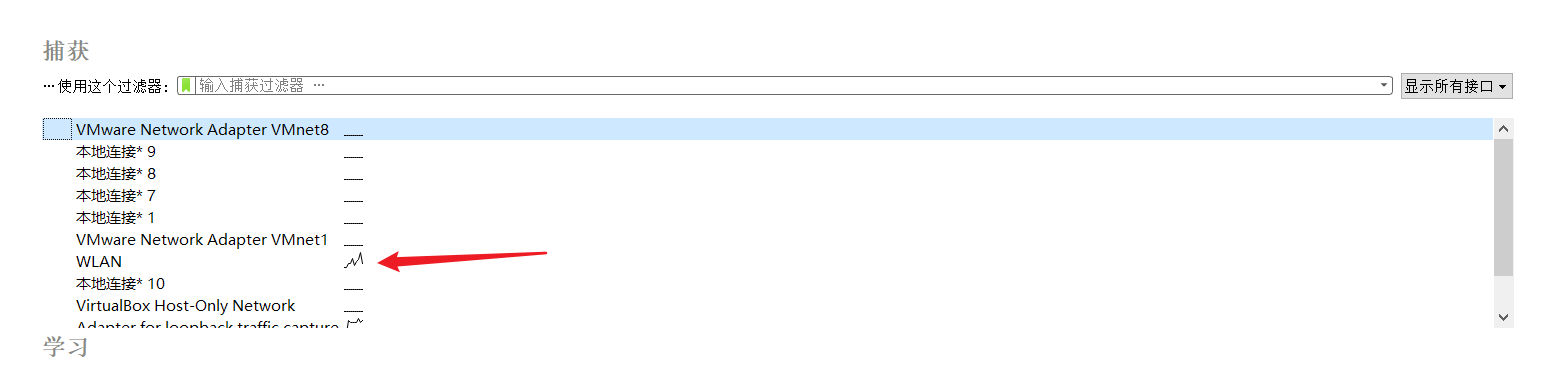 捕获
…使用这个过滤器： 输入捕获过滤器 … 显示所有接口
VMware Network Adapter VMnet8
本地连接* 9
本地连接* 8
本地连接* 7
本地连接* 1
VMware Network Adapter VMnet1
WLAN
本地连接* 10
VirtualBox Host-Only Network
Adapter for loopback traffic capture
学习